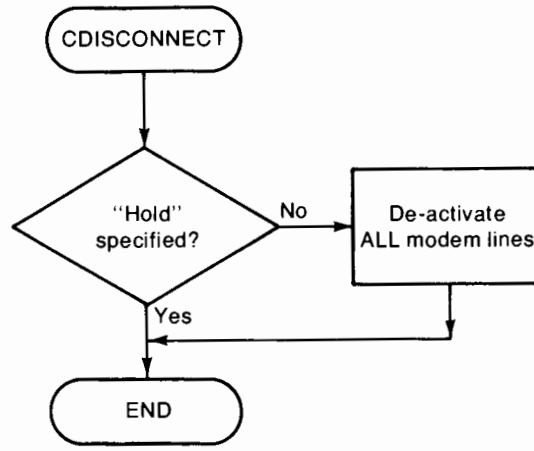 CDISCONNECT
"Hold"
specified?
No
De-activate
ALL modem lines
Yes
END